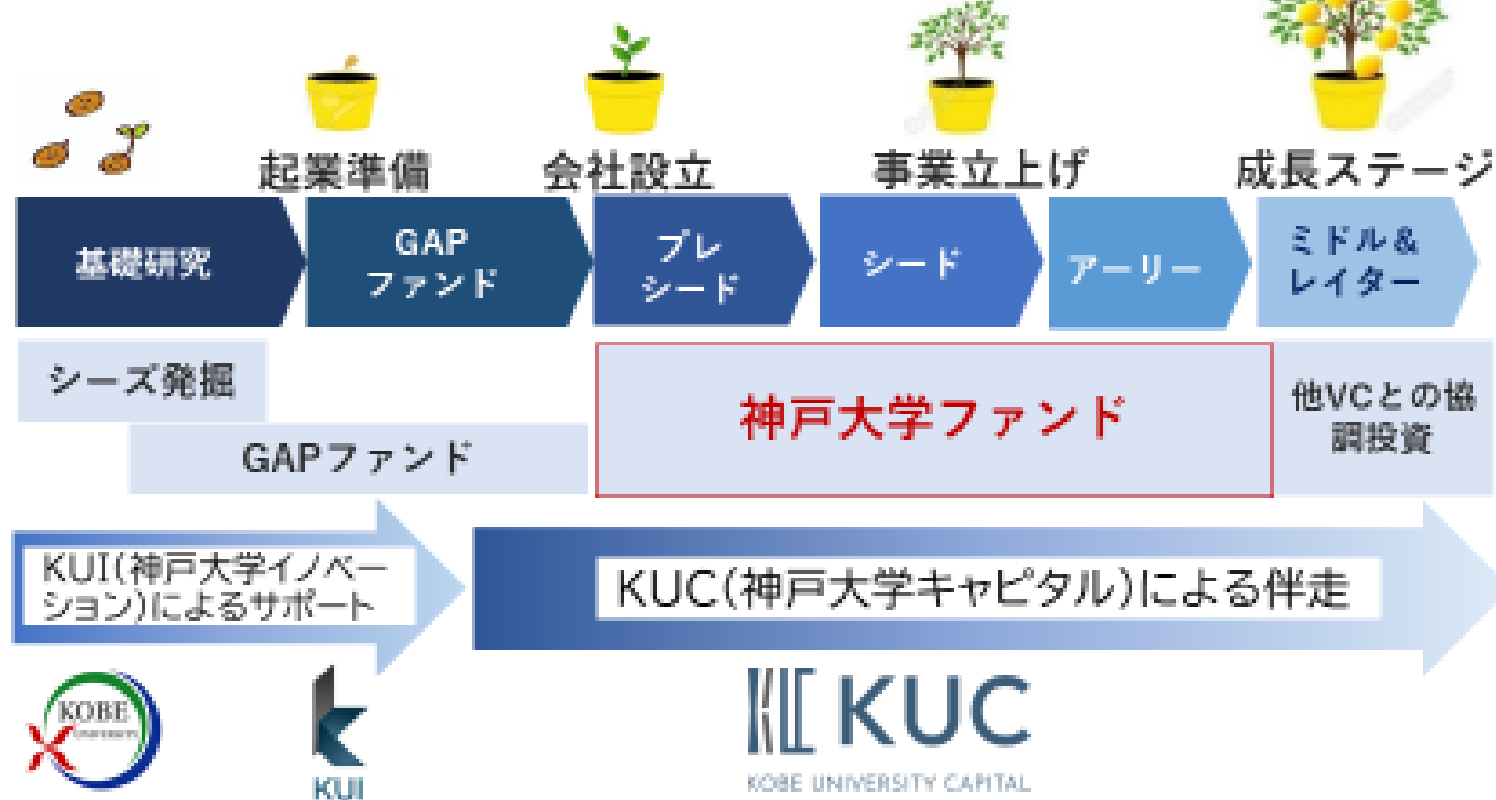 起業準備
会社設立
事業立上げ
成長ステージ
基礎研究
GAP
ファンド
プレ
シード
シード
アーリー
ミドル&
レイター
シーズ発掘
GAPファンド
神戸大学ファンド
他VCとの協
調投資
KUI(神戸大学イノベー
ション)によるサポート
KUC(神戸大学キャピタル)による伴走
KOBE
UNIVERSITY
KUI
KUC
KOBE UNIVERSITY CAPITAL